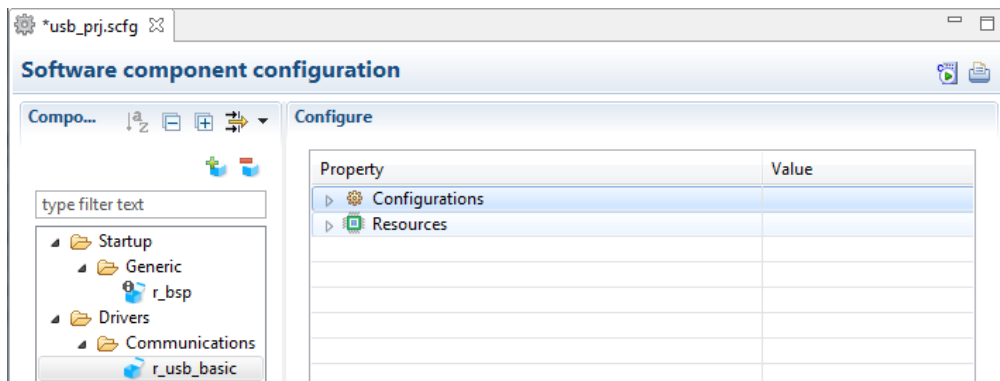 *usb_prj.scfg
Software component configuration
Compo...
Configure
type filter text
Startup
Generic
r_bsp
Drivers
Communications
r_usb_basic
Property Value
Configurations
Resources